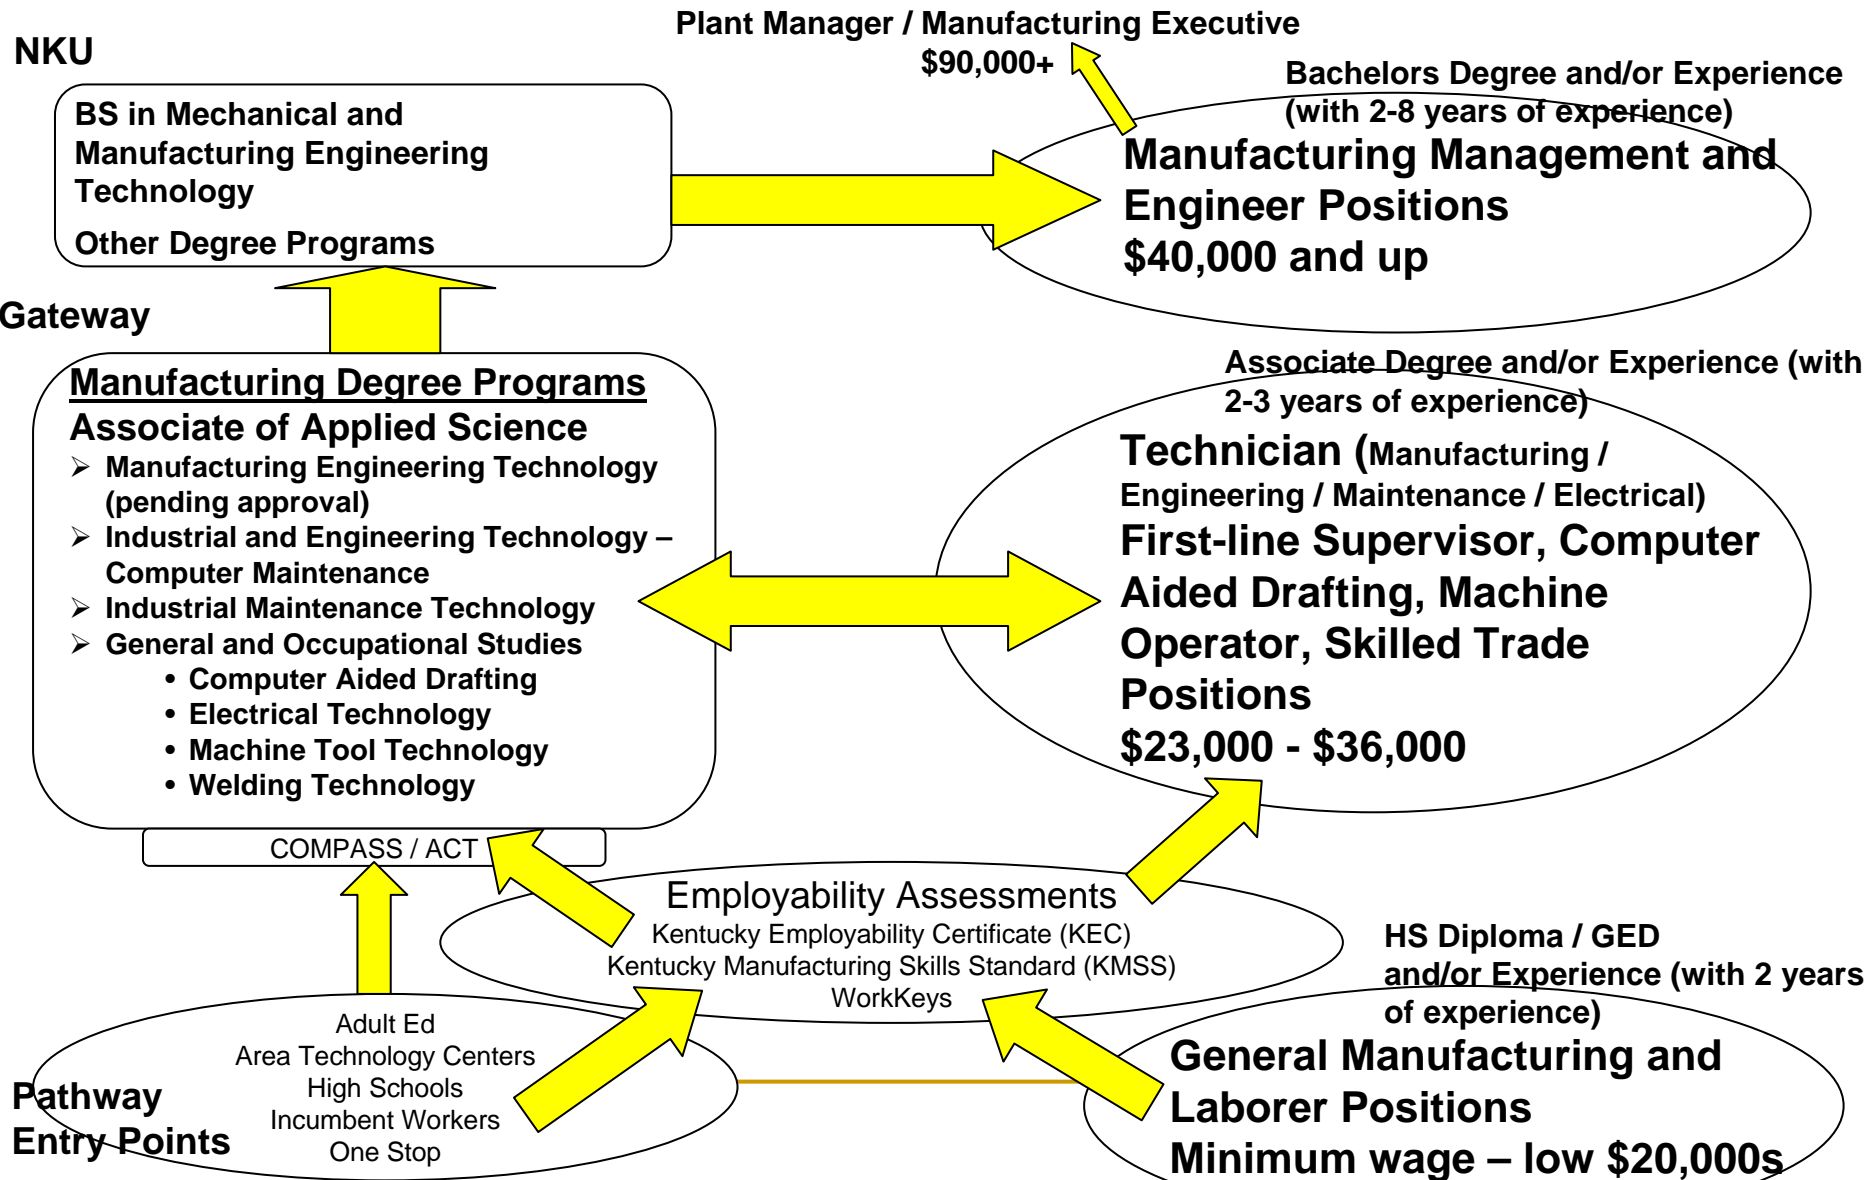 Plant Manager / Manufacturing Executive
$90,000+
NKU
BS in Mechanical and
Manufacturing Engineering
Technology
Other Degree Programs
Bachelors Degree and/or Experience
(with 2-8 years of experience)
Manufacturing Management and
Engineer Positions
$40,000 and up
Gateway
Manufacturing Degree Programs
Associate of Applied Science
➢ Manufacturing Engineering Technology
(pending approval)
➢ Industrial and Engineering Technology –
Computer Maintenance
➢ Industrial Maintenance Technology
➢ General and Occupational Studies
• Computer Aided Drafting
• Electrical Technology
• Machine Tool Technology
• Welding Technology
Associate Degree and/or Experience (with
2-3 years of experience)
Technician (Manufacturing /
Engineering / Maintenance / Electrical)
First-line Supervisor, Computer
Aided Drafting, Machine
Operator, Skilled Trade
Positions
$23,000 - $36,000
COMPASS / ACT
Employability Assessments
Kentucky Employability Certificate (KEC)
Kentucky Manufacturing Skills Standard (KMSS)
WorkKeys
Pathway
Entry Points
Adult Ed
Area Technology Centers
High Schools
Incumbent Workers
One Stop
HS Diploma / GED
and/or Experience (with 2 years
of experience)
General Manufacturing and
Laborer Positions
Minimum wage – low $20,000s